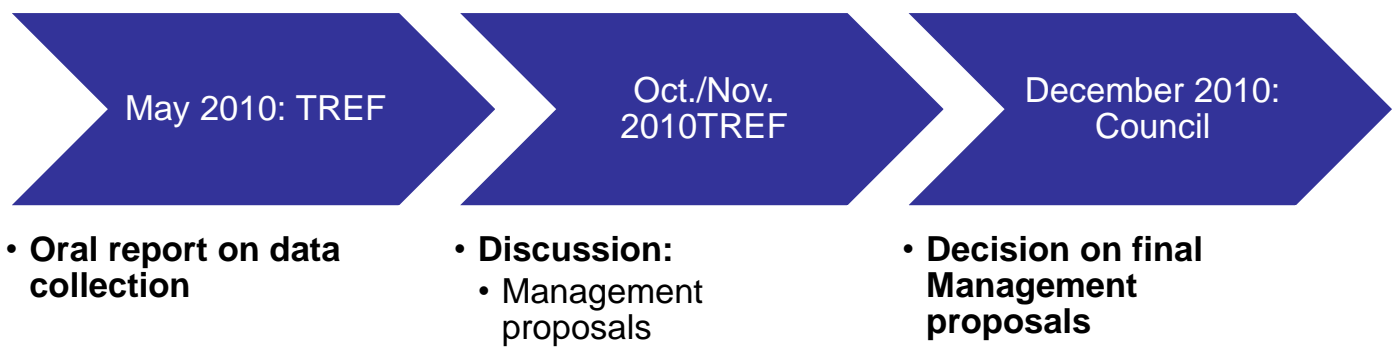 May 2010: TREF
Oct./Nov.
2010TREF
December 2010:
Council
• Oral report on data
collection
• Discussion:
• Management
proposals
• Decision on final
Management
proposals